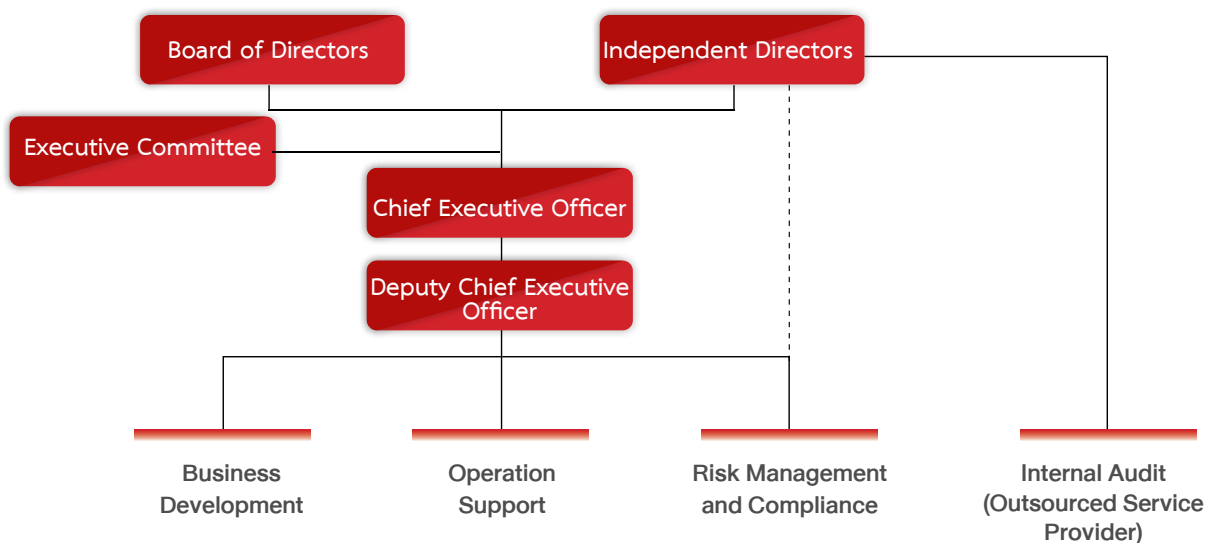 Board of Directors
Independent Directors
Executive Committee
Chief Executive Officer
Deputy Chief Executive
Officer
Business
Development
Operation
Support
Risk Management
and Compliance
Internal Audit
(Outsourced Service
Provider)